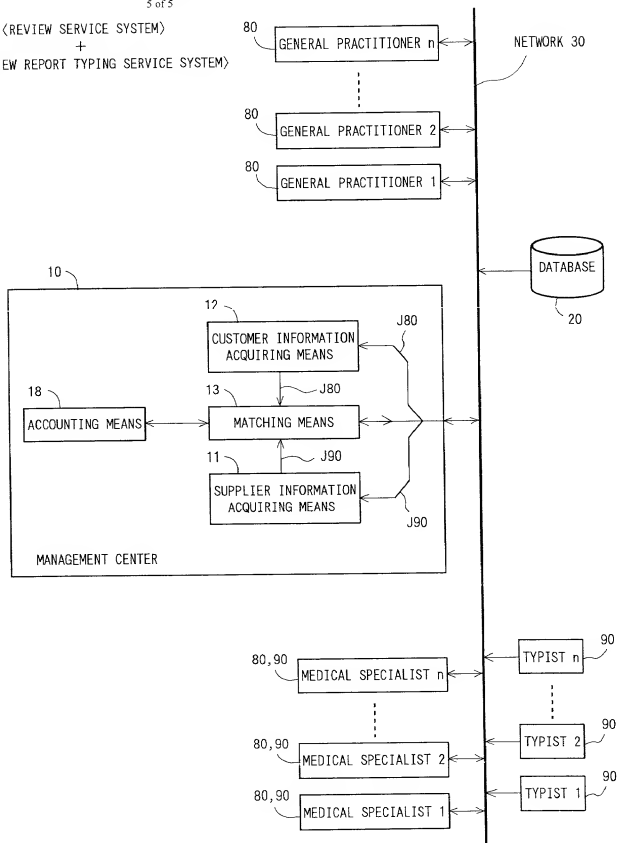 5 of 5
〈REVIEW SERVICE SYSTEM〉
+
EW REPORT TYPING SERVICE SYSTEM〉
80
GENERAL PRACTITIONER n
NETWORK 30
80
GENERAL PRACTITIONER 2
80
GENERAL PRACTITIONER 1
DATABASE
20
10
12
CUSTOMER INFORMATION
ACQUIRING MEANS
J80
J80
18
ACCOUNTING MEANS
13
MATCHING MEANS
J90
11
SUPPLIER INFORMATION
ACQUIRING MEANS
J90
MANAGEMENT CENTER
80,90
MEDICAL SPECIALIST n
TYPIST n
90
80,90
MEDICAL SPECIALIST 2
TYPIST 2
90
80,90
MEDICAL SPECIALIST 1
TYPIST 1
90